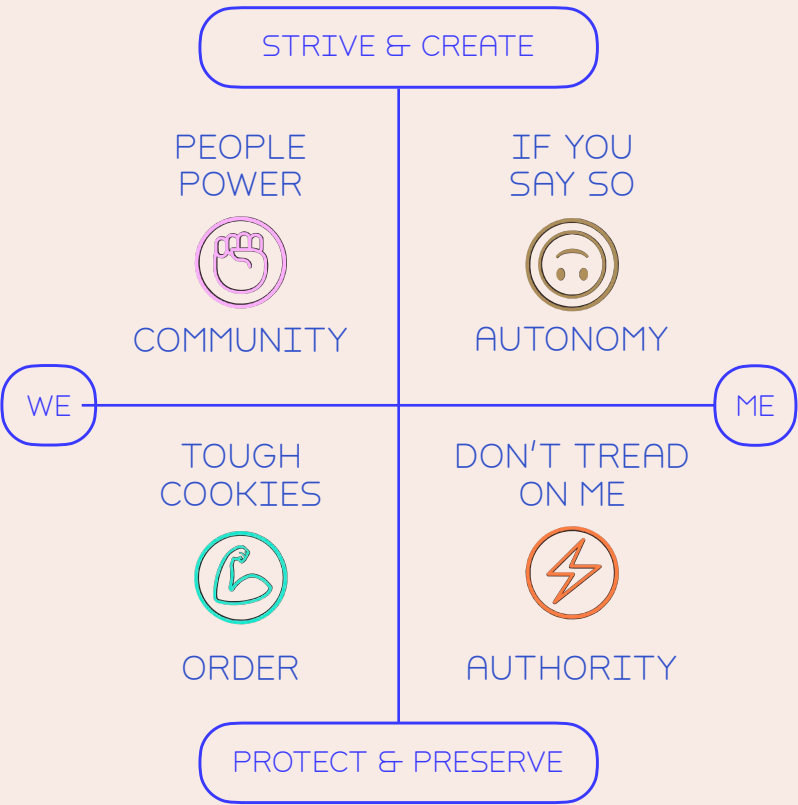 STRIVE & CREATE
PEOPLE
POWER
COMMUNITY
IF YOU
SAY SO
AUTONOMY
WE
ME
TOUGH
COOKIES
ORDER
DON'T TREAD
ON ME
AUTHORITY
PROTECT & PRESERVE